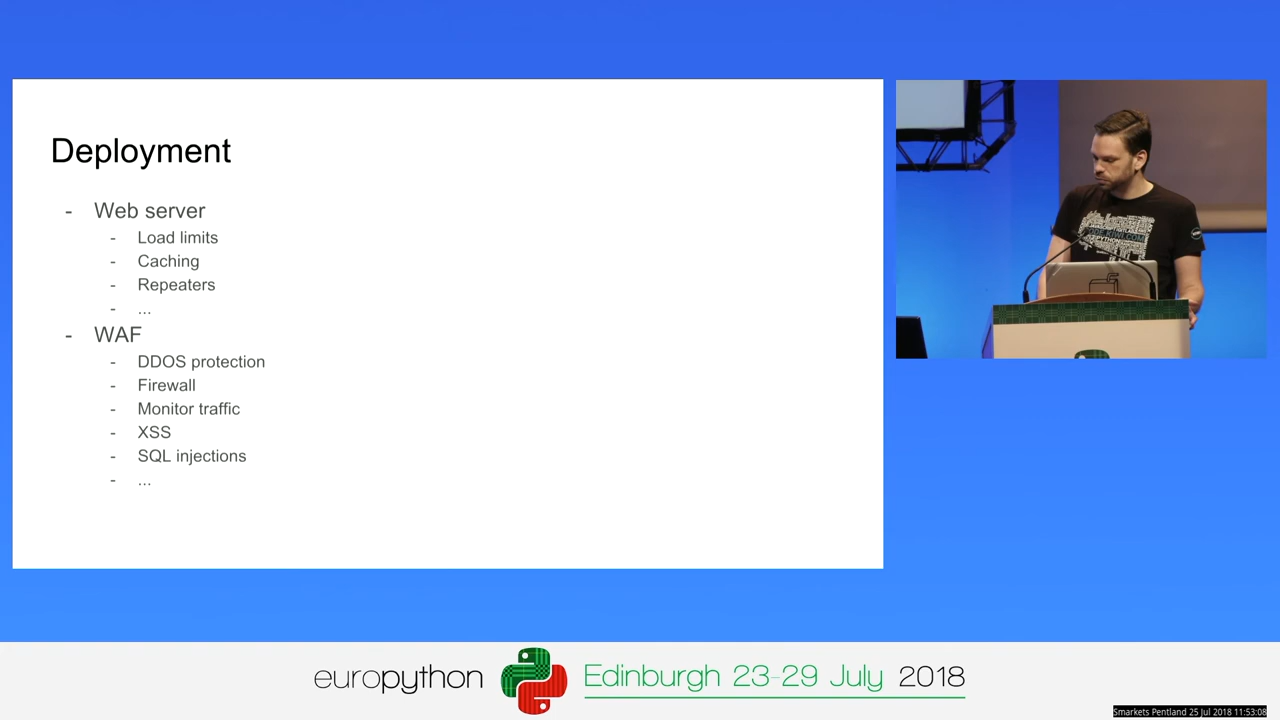 Deployment
- Web server
- Load limits
- Caching
- Repeaters
- ...
- WAF
- DDOS protection
- Firewall
- Monitor traffic
- XSS
- SQL injections
- ...
europython
Edinburgh 23-29 July 2018
Smarkets Pentland 25 Jul 2018 11:53:08